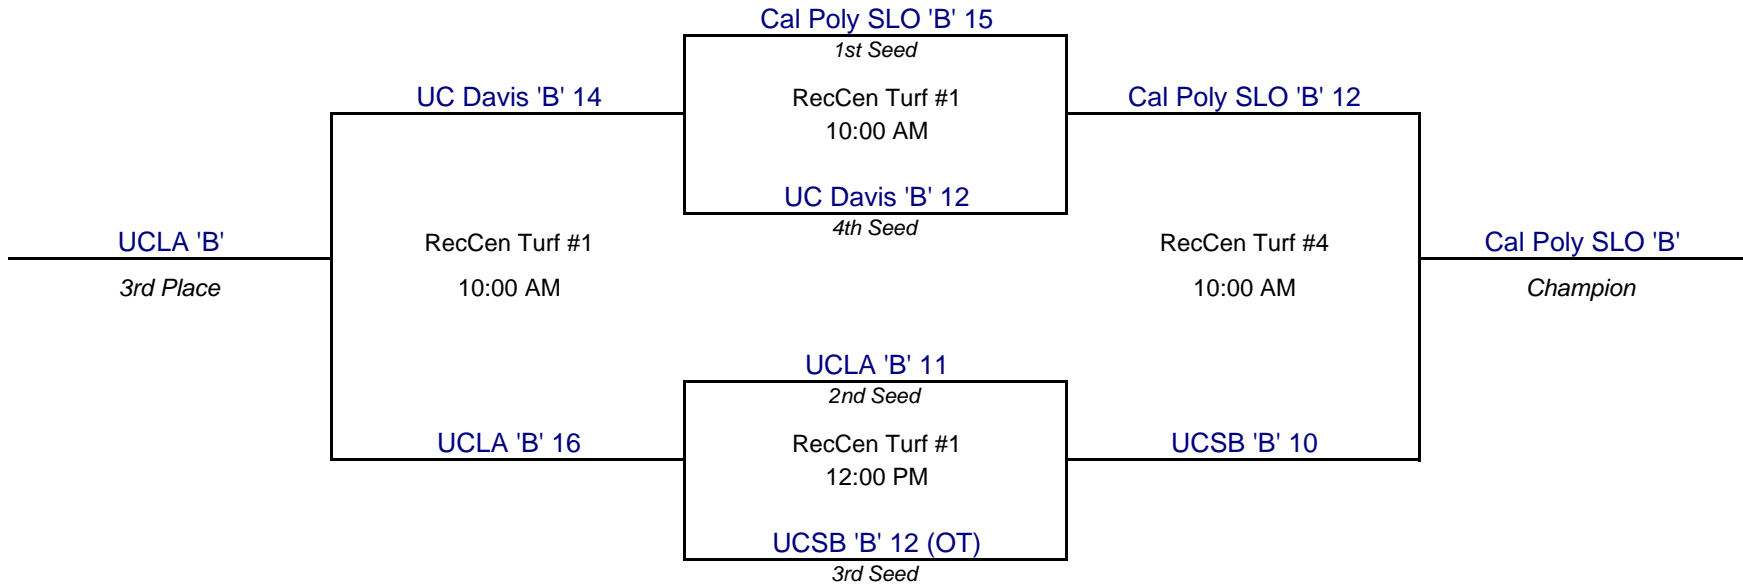 Cal Poly SLO 'B' 15
1st Seed
UC Davis 'B' 14
RecCen Turf #1
Cal Poly SLO 'B' 12
10:00 AM
UC Davis 'B' 12
4th Seed
UCLA 'B'
RecCen Turf #1
RecCen Turf #4
Cal Poly SLO 'B'
3rd Place
10:00 AM
10:00 AM
Champion
UCLA 'B' 11
2nd Seed
UCLA 'B' 16
RecCen Turf #1
UCSB 'B' 10
12:00 PM
UCSB 'B' 12 (OT)
3rd Seed